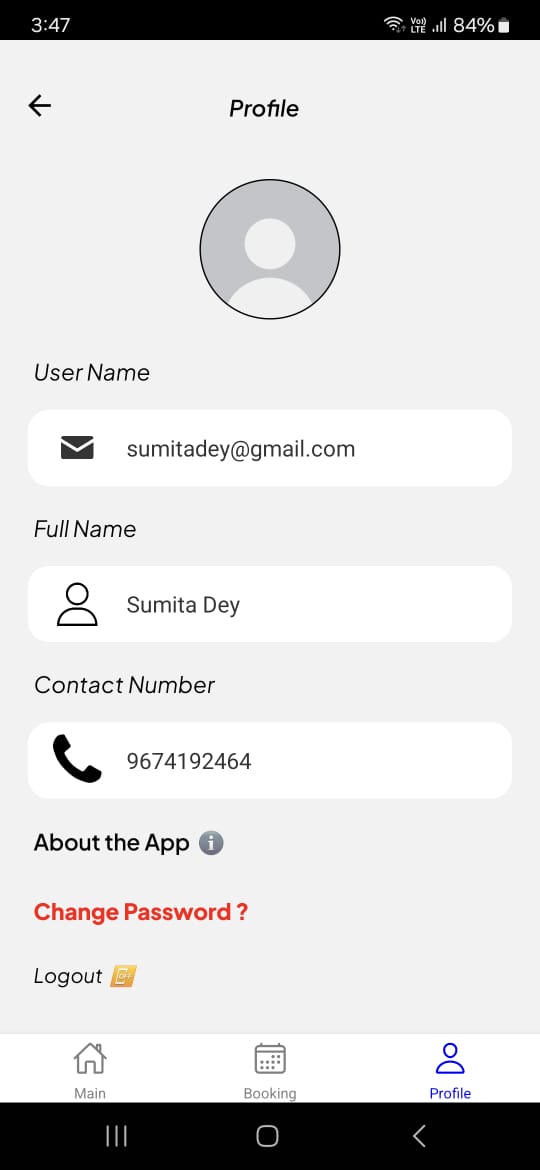 3:47
Vo))
LTE
84%
Profile
User Name
sumitadey@gmail.com
Full Name
Sumita Dey
Contact Number
9674192464
About the App
Change Password ?
Logout OFF
Main Booking Profile